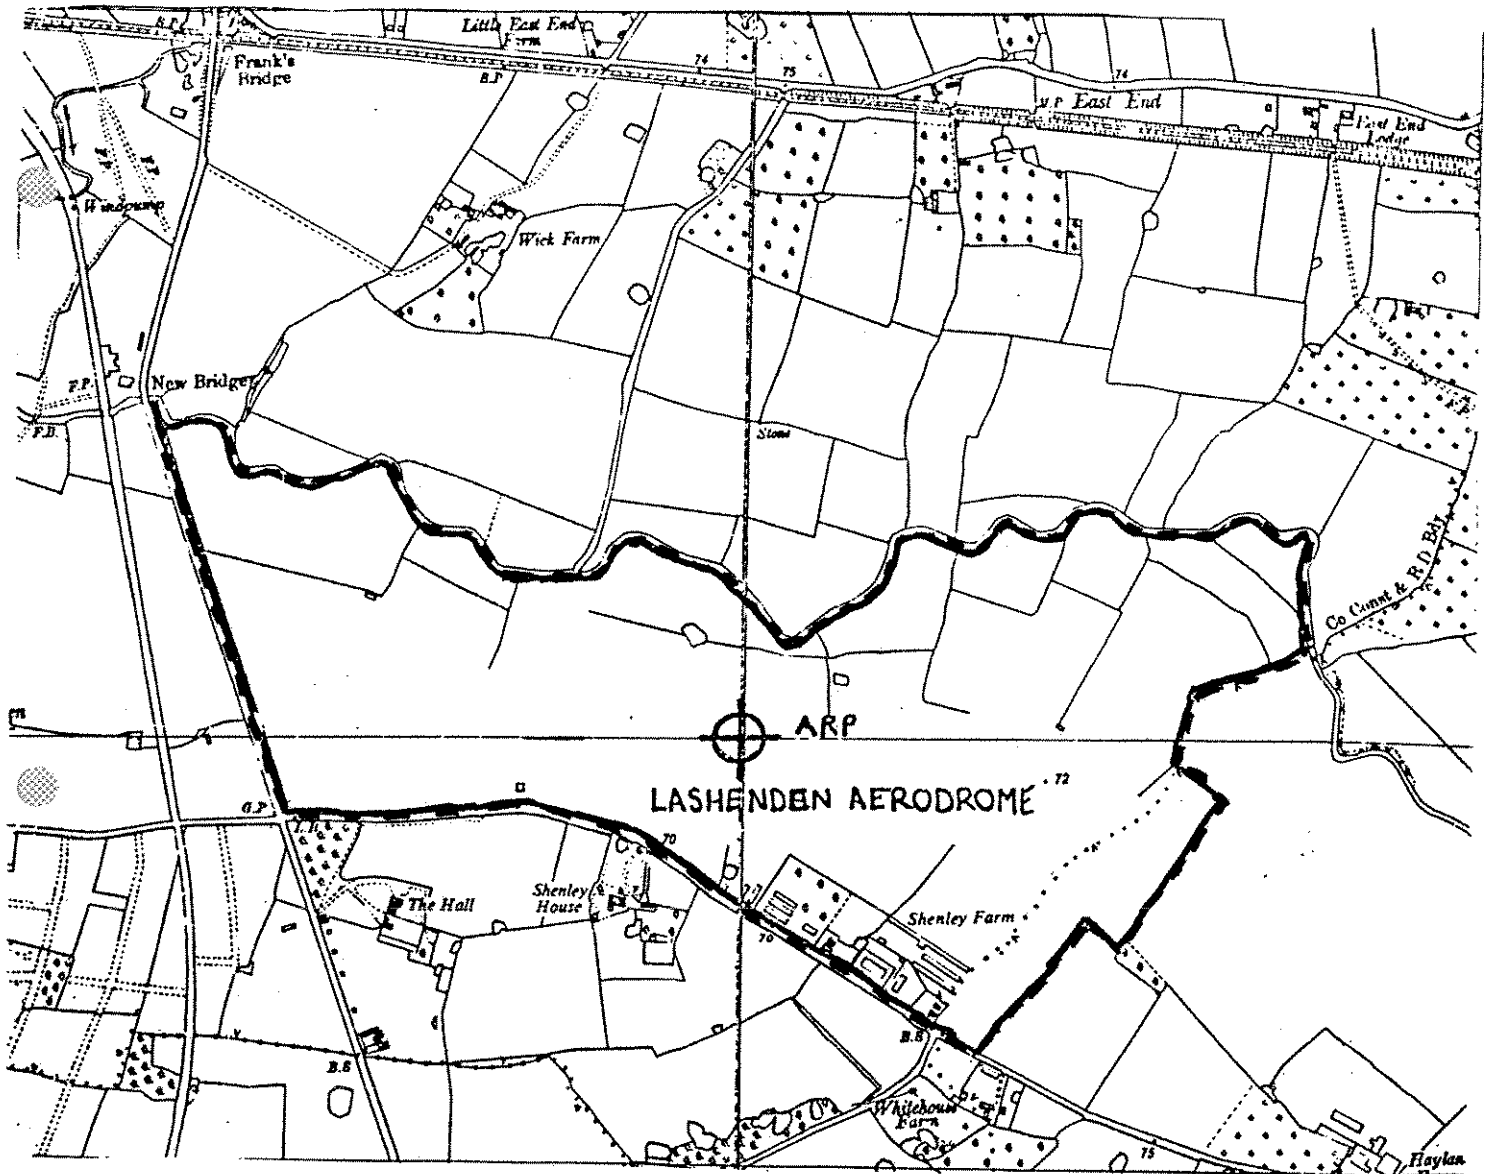 B.P.
Little East End
Farm
Frank's
Bridge
B.P
74
75
74
M.P
East End
East End
Lodge
F.P.
F.P.
Windpump
Wick Farm
F.P.
New Bridge
F.B.
Stone
F.P.
Co Const & R D Bdy
en
ARP
LASHENDEN AERODROME
72
G.P
L.B.
70
The Hall
Shenley
House
Shenley Farm
70
B.S
B.S
Whitehouse
Farm
75
Haylan